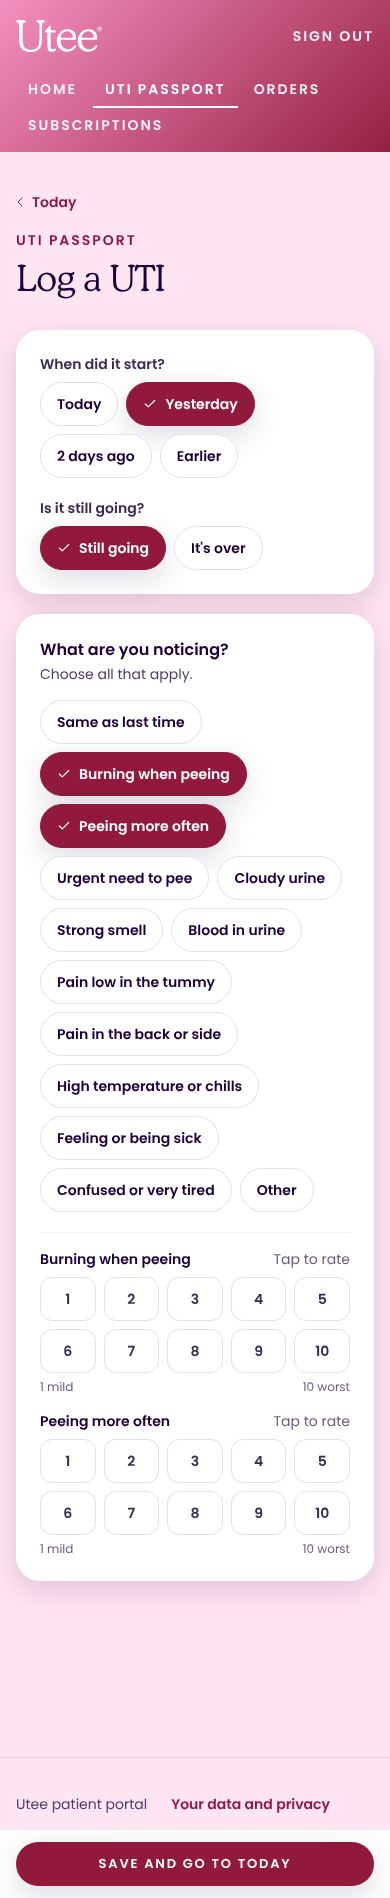 Utee®
SIGN OUT
HOME
UTI PASSPORT
ORDERS
SUBSCRIPTIONS
Today
UTI PASSPORT
Log a UTI
When did it start?
Today
Yesterday
2 days ago
Earlier
Is it still going?
Still going
It's over
What are you noticing?
Choose all that apply.
Same as last time
Burning when peeing
Peeing more often
Urgent need to pee
Cloudy urine
Strong smell
Blood in urine
Pain low in the tummy
Pain in the back or side
High temperature or chills
Feeling or being sick
Confused or very tired
Other
Burning when peeing
Tap to rate
1 2 3 4 5
6 7 8 9 10
1 mild
10 worst
Peeing more often
Tap to rate
1 2 3 4 5
6 7 8 9 10
1 mild
10 worst
Utee patient portal
Your data and privacy
SAVE AND GO TO TODAY